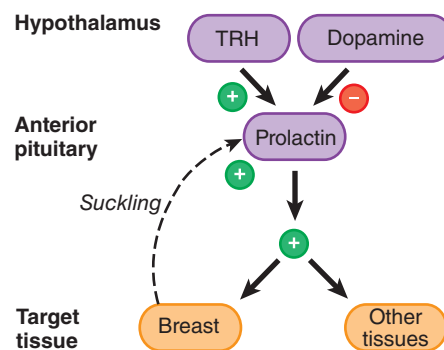 Hypothalamus
TRH
Dopamine
+
−
Anterior
pituitary
Prolactin
+
Suckling
+
Target
tissue
Breast
Other
tissues